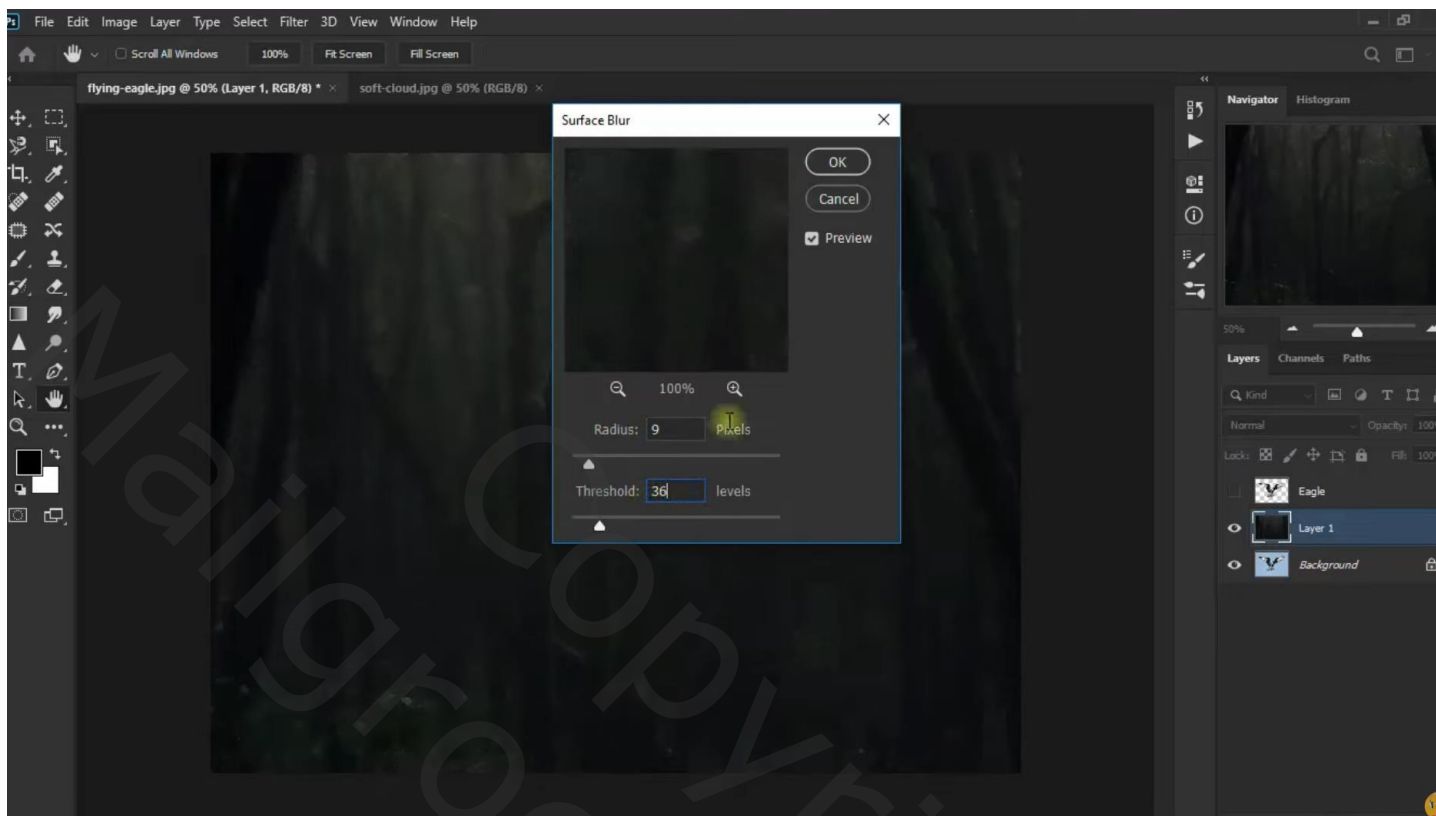 Ps File Edit Image Layer Type Select Filter 3D View Window Help
Scroll All Windows 100% Fit Screen Fill Screen
flying-eagle.jpg @ 50% (Layer 1, RGB/8) * × soft-cloud.jpg @ 50% (RGB/8) ×
Surface Blur
OK
Cancel
Preview
100%
Radius: 9 Pixels
Threshold: 36 levels
Navigator Histogram
50%
Layers Channels Paths
Kind
Normal Opacity: 100%
Lock: Fill: 100%
Eagle
Layer 1
Background